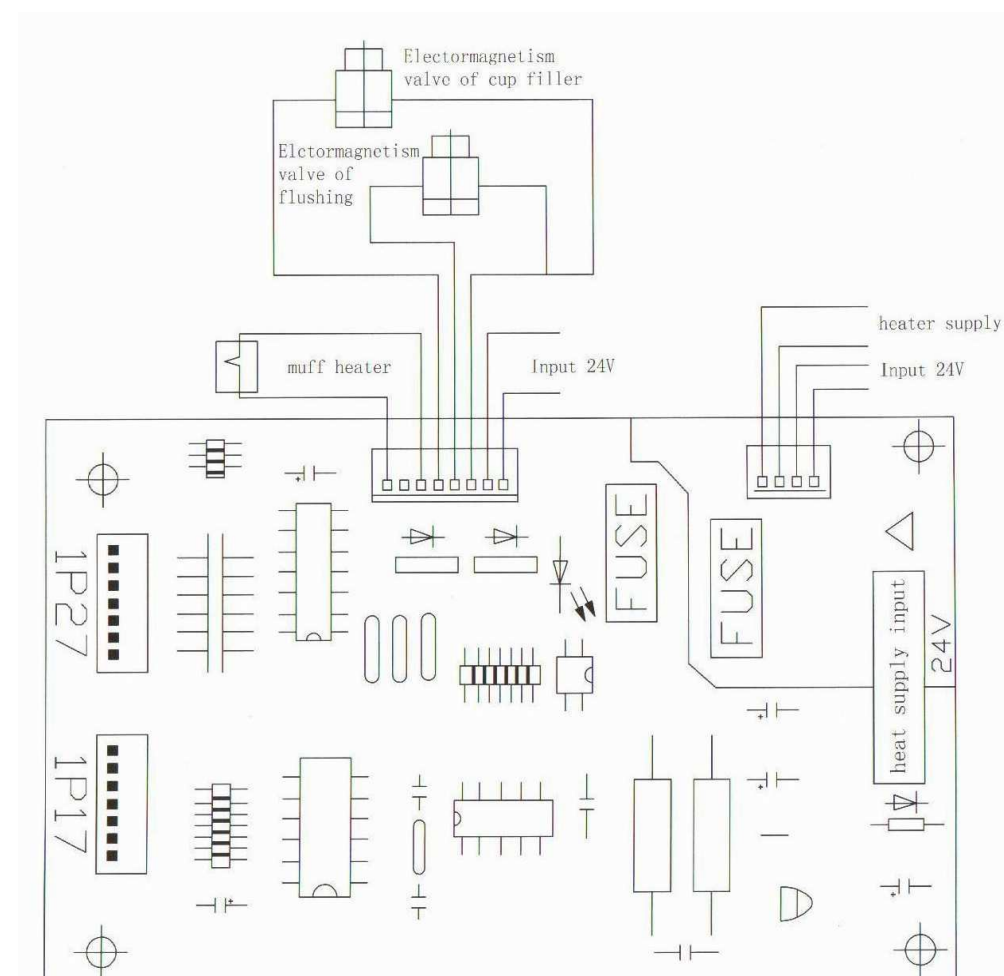 Electormagnetism
valve of cup filler
Elctormagnetism
valve of
flushing
heater supply
muff heater
Input 24V
Input 24V
FUSE
FUSE
1P27
heat supply input
24V
1P17